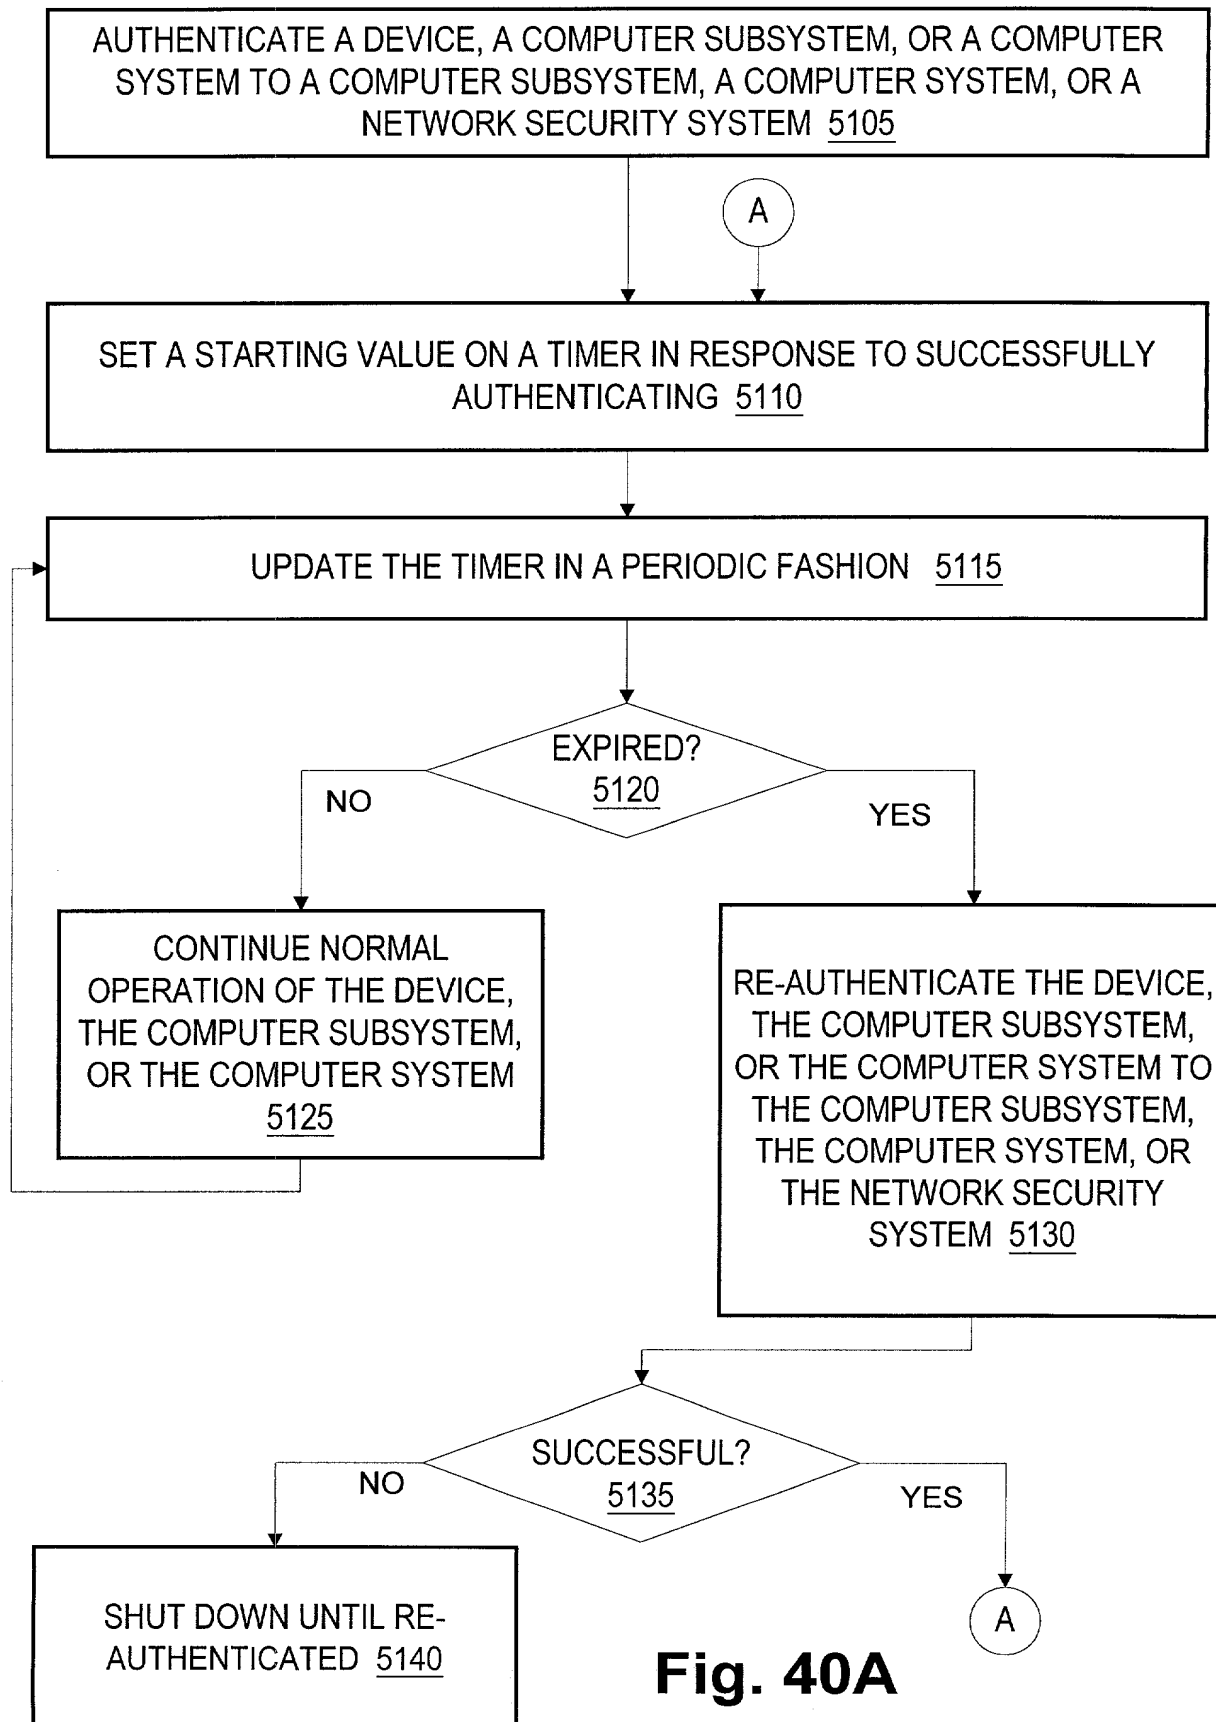 AUTHENTICATE A DEVICE, A COMPUTER SUBSYSTEM, OR A COMPUTER
SYSTEM TO A COMPUTER SUBSYSTEM, A COMPUTER SYSTEM, OR A
NETWORK SECURITY SYSTEM 5105
A
SET A STARTING VALUE ON A TIMER IN RESPONSE TO SUCCESSFULLY
AUTHENTICATING 5110
UPDATE THE TIMER IN A PERIODIC FASHION 5115
EXPIRED?
5120
NO
YES
CONTINUE NORMAL
OPERATION OF THE DEVICE,
THE COMPUTER SUBSYSTEM,
OR THE COMPUTER SYSTEM
5125
RE-AUTHENTICATE THE DEVICE,
THE COMPUTER SUBSYSTEM,
OR THE COMPUTER SYSTEM TO
THE COMPUTER SUBSYSTEM,
THE COMPUTER SYSTEM, OR
THE NETWORK SECURITY
SYSTEM 5130
SUCCESSFUL?
5135
NO
YES
SHUT DOWN UNTIL RE-
AUTHENTICATED 5140
A
Fig. 40A